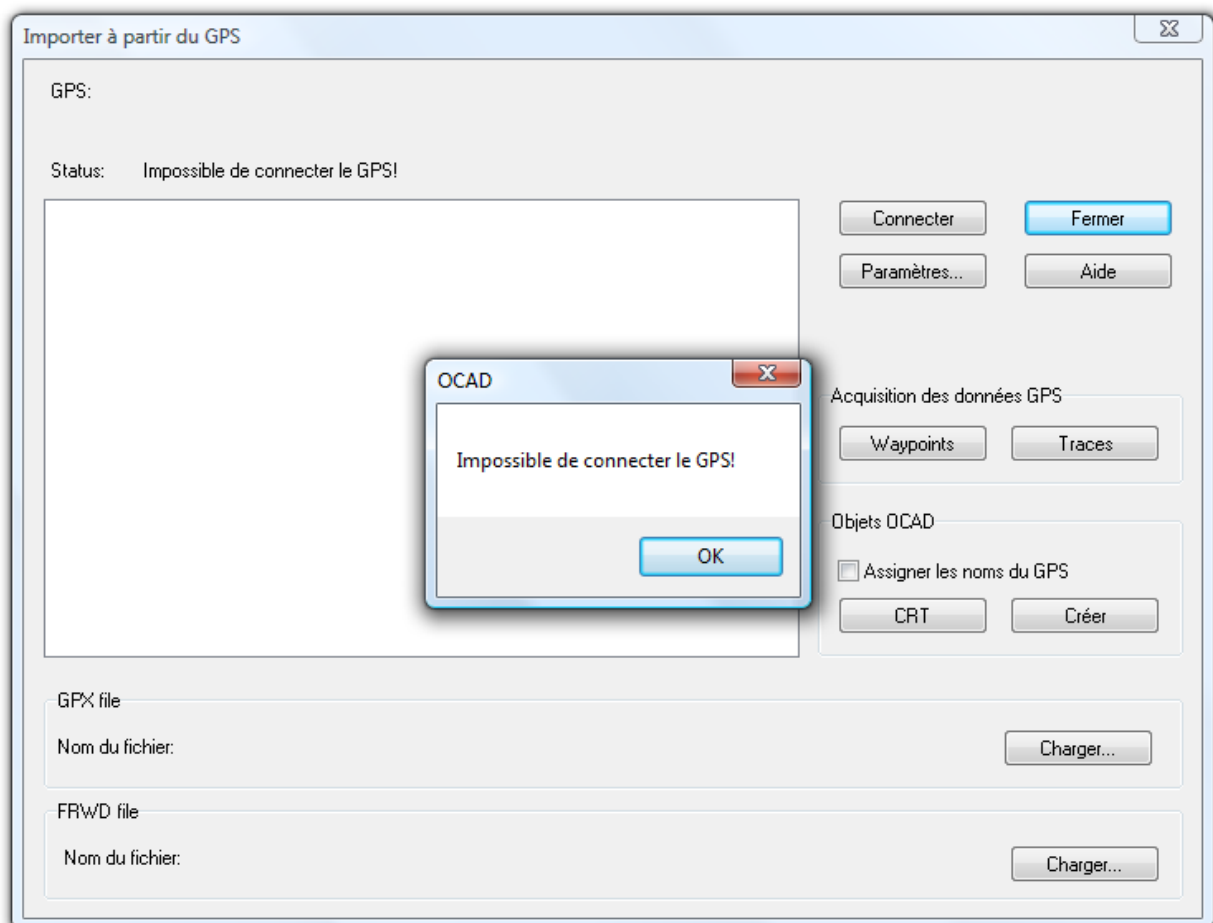 Importer à partir du GPS
GPS:
Status: Impossible de connecter le GPS!
Connecter
Fermer
Paramètres...
Aide
OCAD
Impossible de connecter le GPS!
OK
Acquisition des données GPS
Waypoints
Traces
Objets OCAD
Assigner les noms du GPS
CRT
Créer
GPX file
Nom du fichier:
Charger...
FRWD file
Nom du fichier:
Charger...